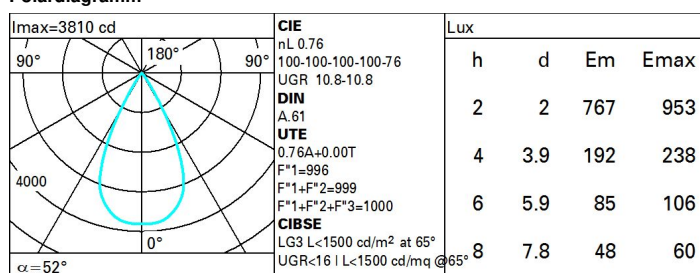 Imax=3810 cd
90°
180°
90°
4000
0°
α=52°
CIE
nL 0.76
100-100-100-100-76
UGR 10.8-10.8
DIN
A.61
UTE
0.76A+0.00T
F"1=996
F"1+F"2=999
F"1+F"2+F"3=1000
CIBSE
LG3 L<1500 cd/m² at 65°
UGR<16 | L<1500 cd/mq @65°
Lux
h d Em Emax
2 2 767 953
4 3.9 192 238
6 5.9 85 106
8 7.8 48 60